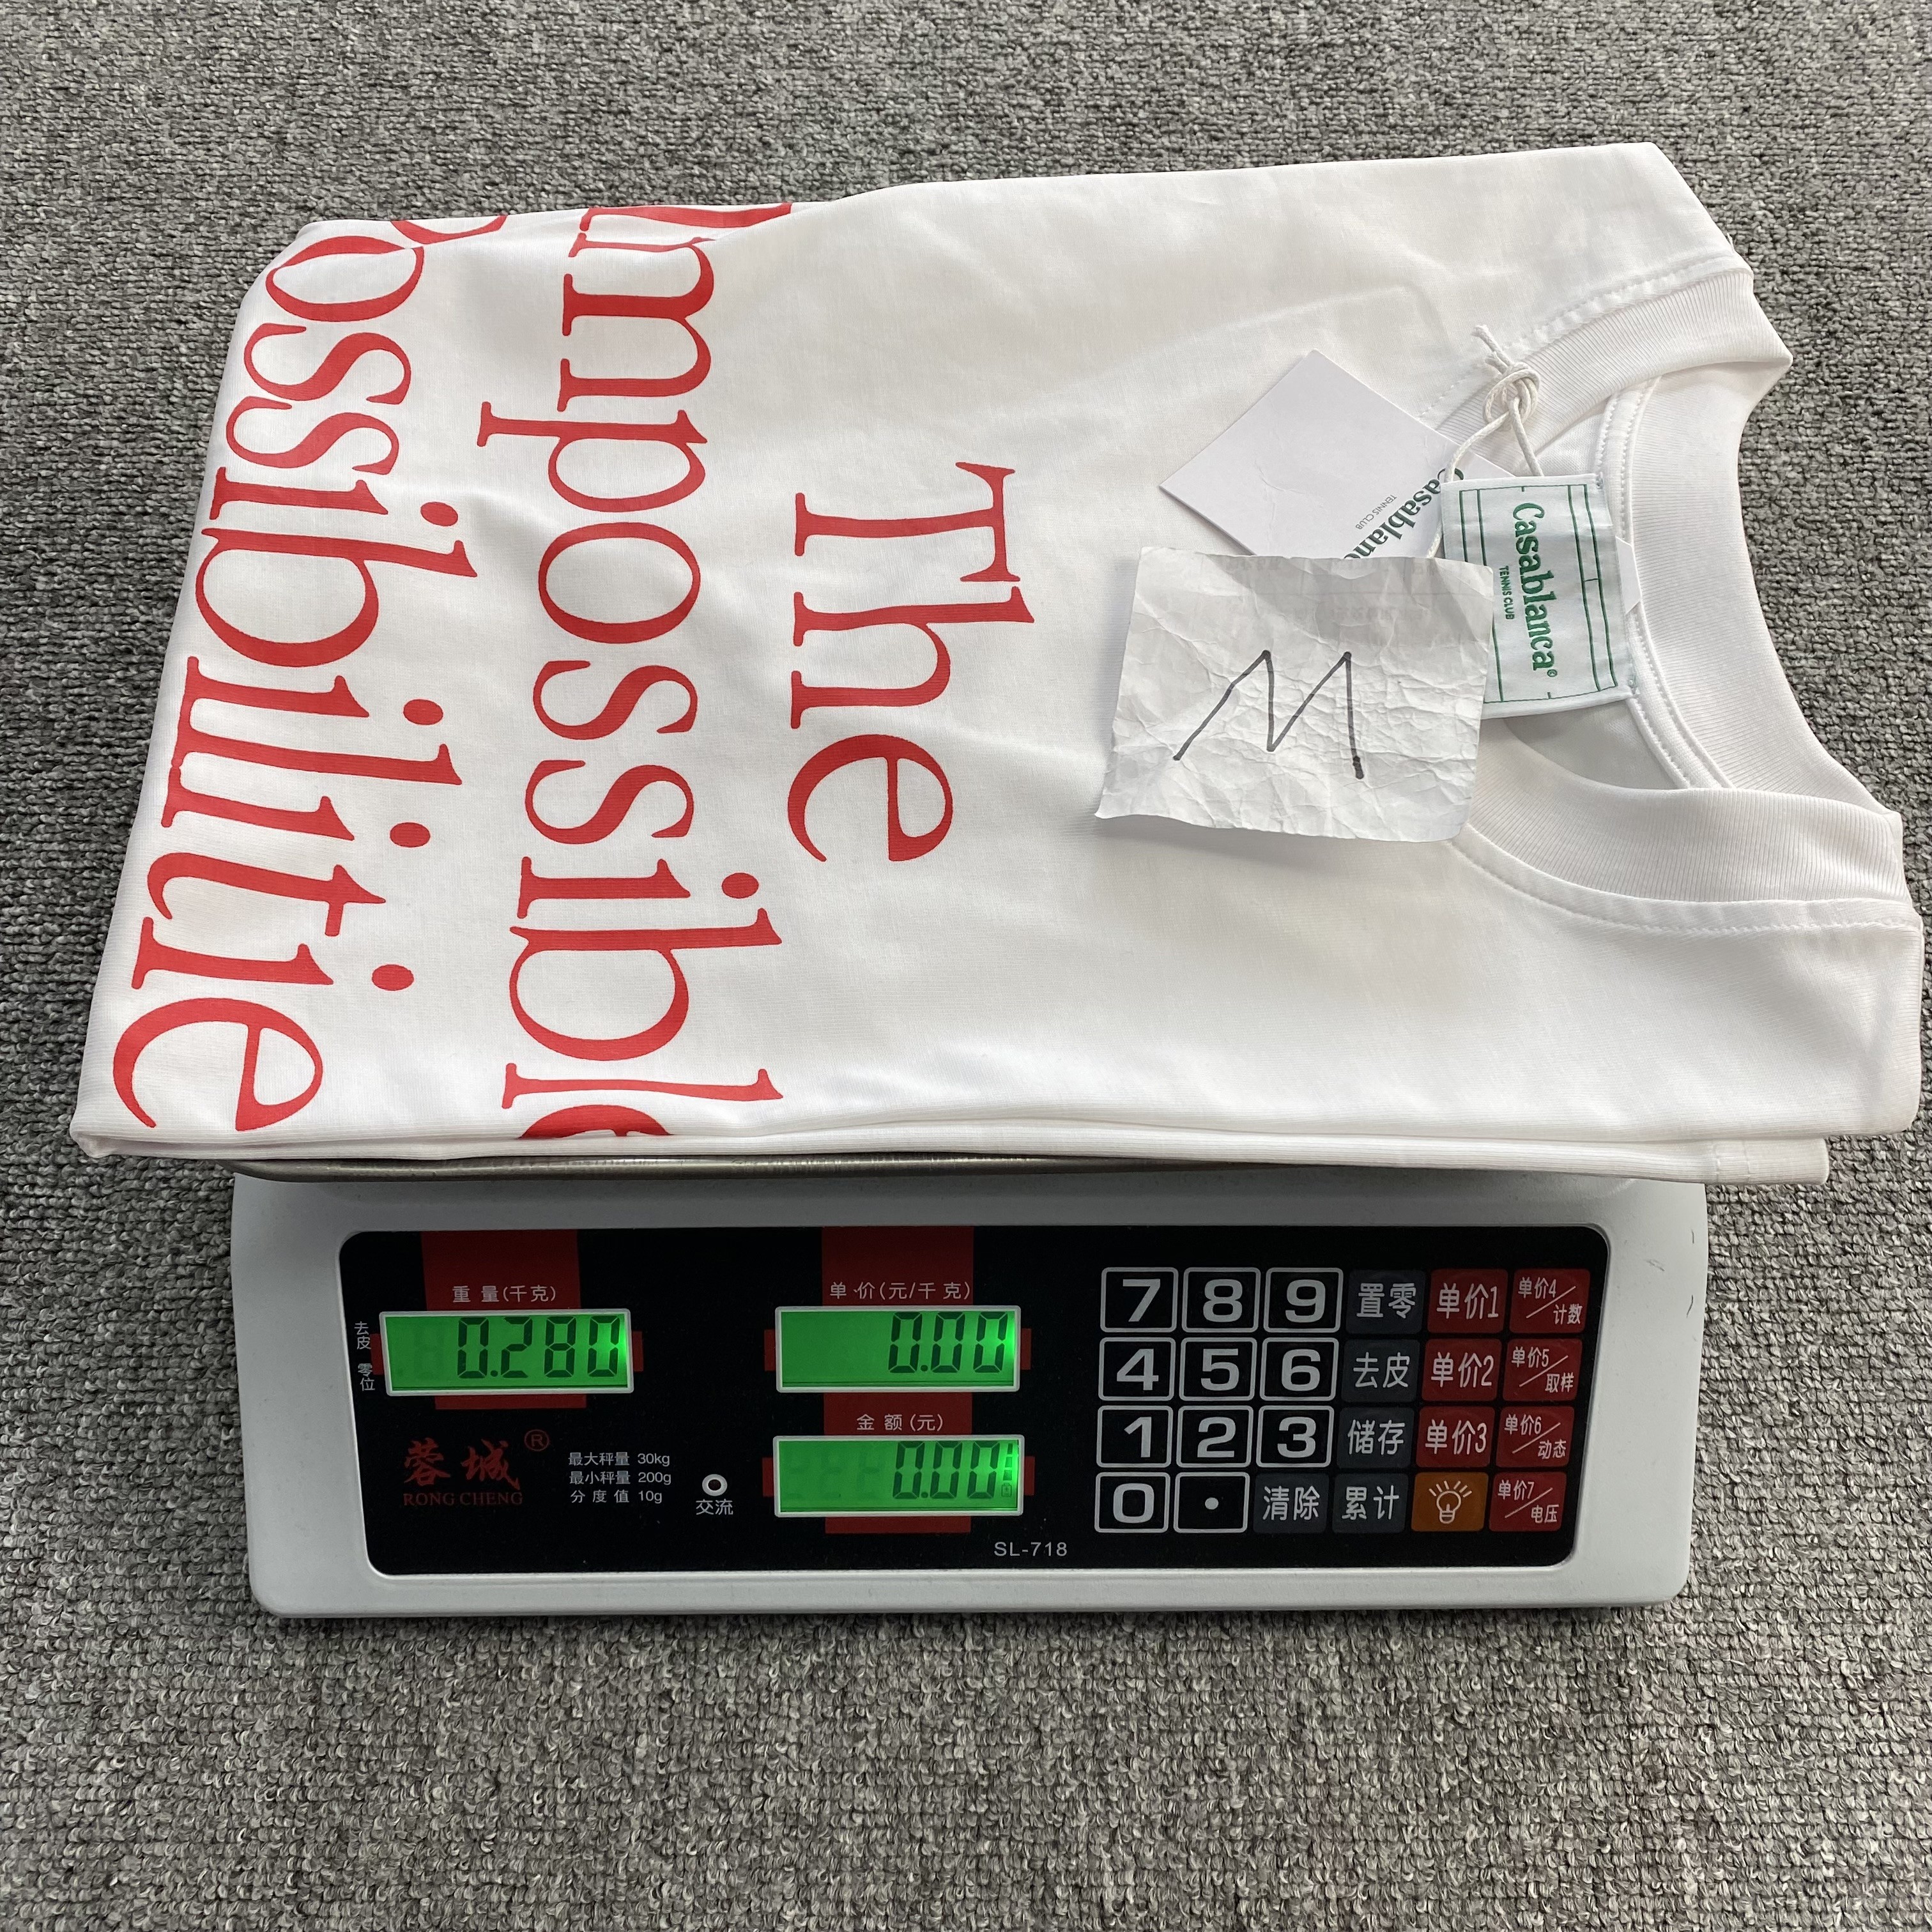 The
Impossible
Possibilitie
Casablanca
TENNIS CLUB
Casablanca®
TENNIS CLUB
M
重量(千克)
单价(元/千克)
去皮
零位
0.280
0.00
金额(元)
0.00
蓉城®
RONG CHENG
最大秤量 30kg
最小秤量 200g
分度值 10g
交流
SL-718
7 8 9 置零 单价1 单价4/计数
4 5 6 去皮 单价2 单价5/取样
1 2 3 储存 单价3 单价6/动态
0 . 清除 累计 单价7/电压